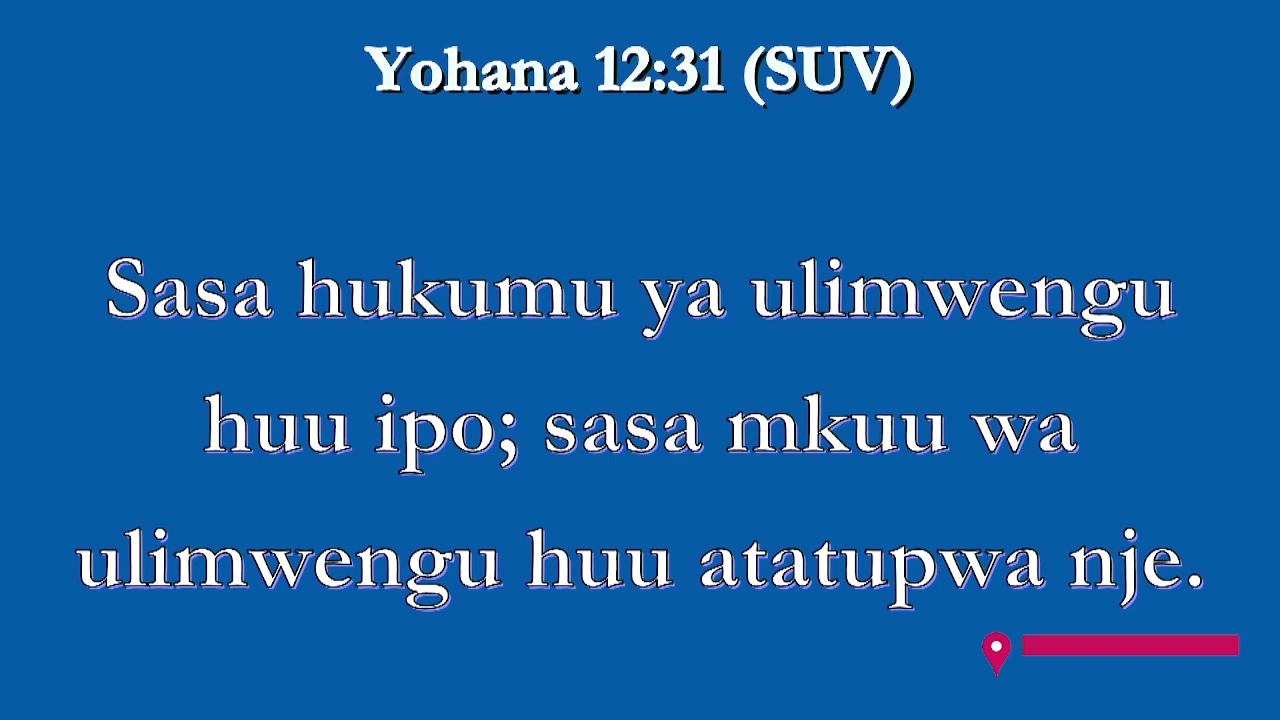 Yohana 12:31 (SUV)
Sasa hukumu ya ulimwengu
huu ipo; sasa mkuu wa
ulimwengu huu atatupwa nje.